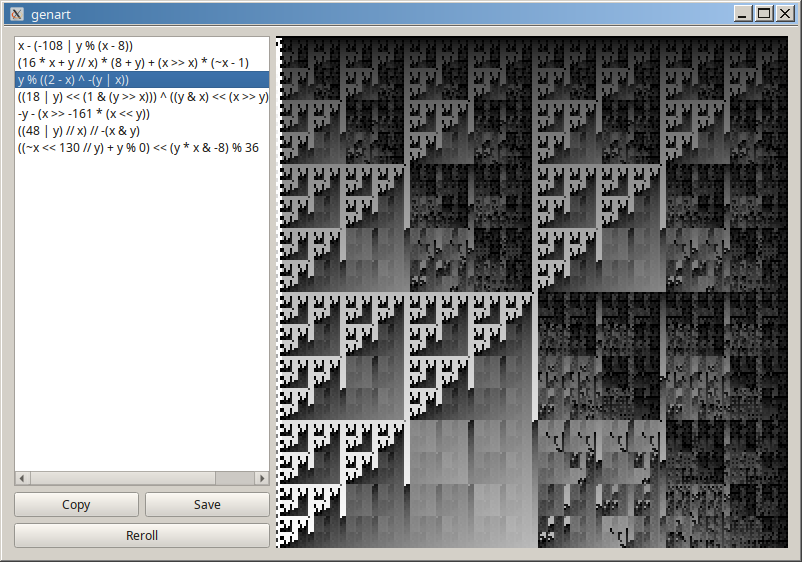 genart
x - (-108 | y % (x - 8))
(16 * x + y // x) * (8 + y) + (x >> x) * (~x - 1)
y % ((2 - x) ^ -(y | x))
((18 | y) << (1 & (y >> x))) ^ ((y & x) << (x >> y)
-y - (x >> -161 * (x << y))
((48 | y) // x) // -(x & y)
((~x << 130 // y) + y % 0) << (y * x & -8) % 36
Copy
Save
Reroll